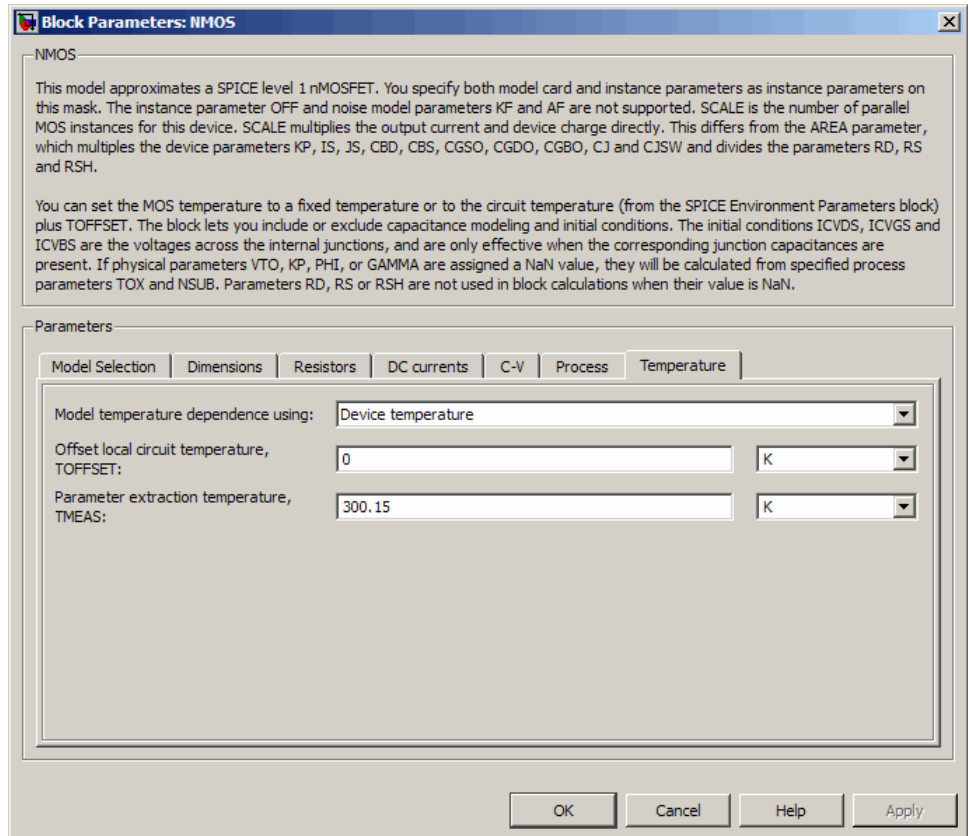 Block Parameters: NMOS
NMOS
This model approximates a SPICE level 1 nMOSFET. You specify both model card and instance parameters as instance parameters on
this mask. The instance parameter OFF and noise model parameters KF and AF are not supported. SCALE is the number of parallel
MOS instances for this device. SCALE multiplies the output current and device charge directly. This differs from the AREA parameter,
which multiples the device parameters KP, IS, JS, CBD, CBS, CGSO, CGDO, CGBO, CJ and CJSW and divides the parameters RD, RS
and RSH.
You can set the MOS temperature to a fixed temperature or to the circuit temperature (from the SPICE Environment Parameters block)
plus TOFFSET. The block lets you include or exclude capacitance modeling and initial conditions. The initial conditions ICVDS, ICVGS and
ICVBS are the voltages across the internal junctions, and are only effective when the corresponding junction capacitances are
present. If physical parameters VTO, KP, PHI, or GAMMA are assigned a NaN value, they will be calculated from specified process
parameters TOX and NSUB. Parameters RD, RS or RSH are not used in block calculations when their value is NaN.
Parameters
Model Selection Dimensions Resistors DC currents C-V Process Temperature
Model temperature dependence using: Device temperature
Offset local circuit temperature,
TOFFSET: 0 K
Parameter extraction temperature,
TMEAS: 300.15 K
OK Cancel Help Apply